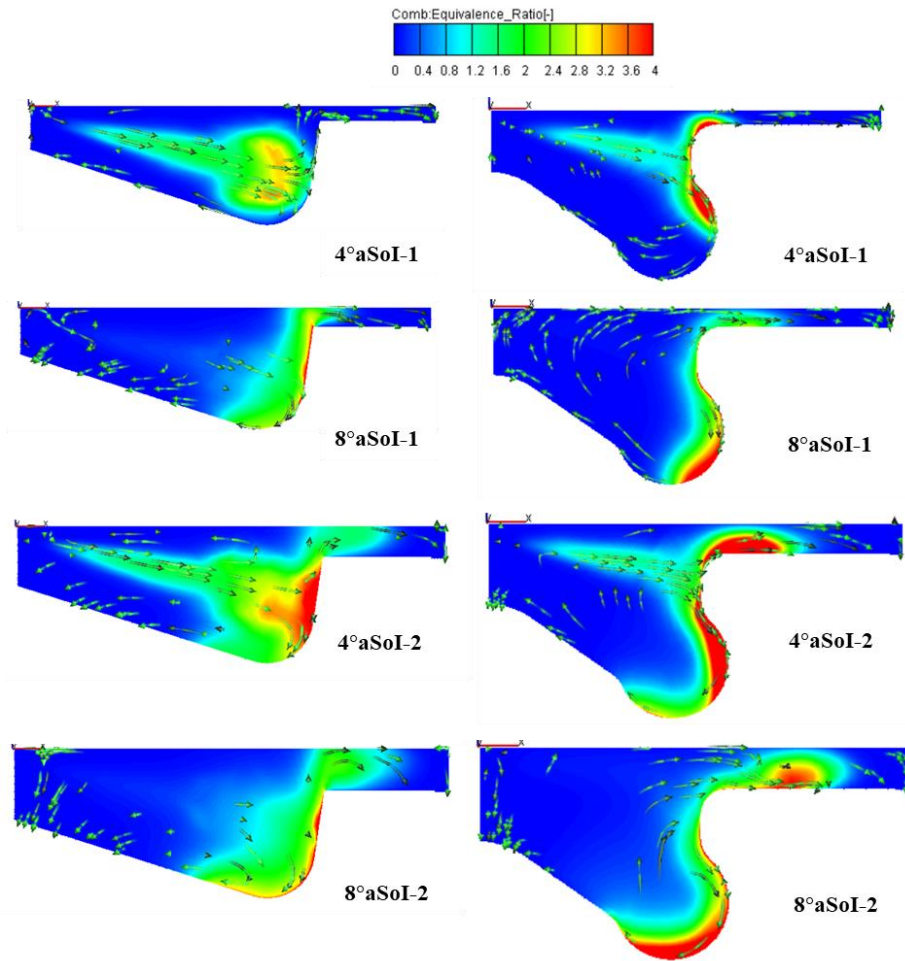 Comb:Equivalence_Ratio[-]
0 0.4 0.8 1.2 1.6 2 2.4 2.8 3.2 3.6 4
4°aSoI-1 4°aSoI-1
8°aSoI-1 8°aSoI-1
4°aSoI-2 4°aSoI-2
8°aSoI-2 8°aSoI-2